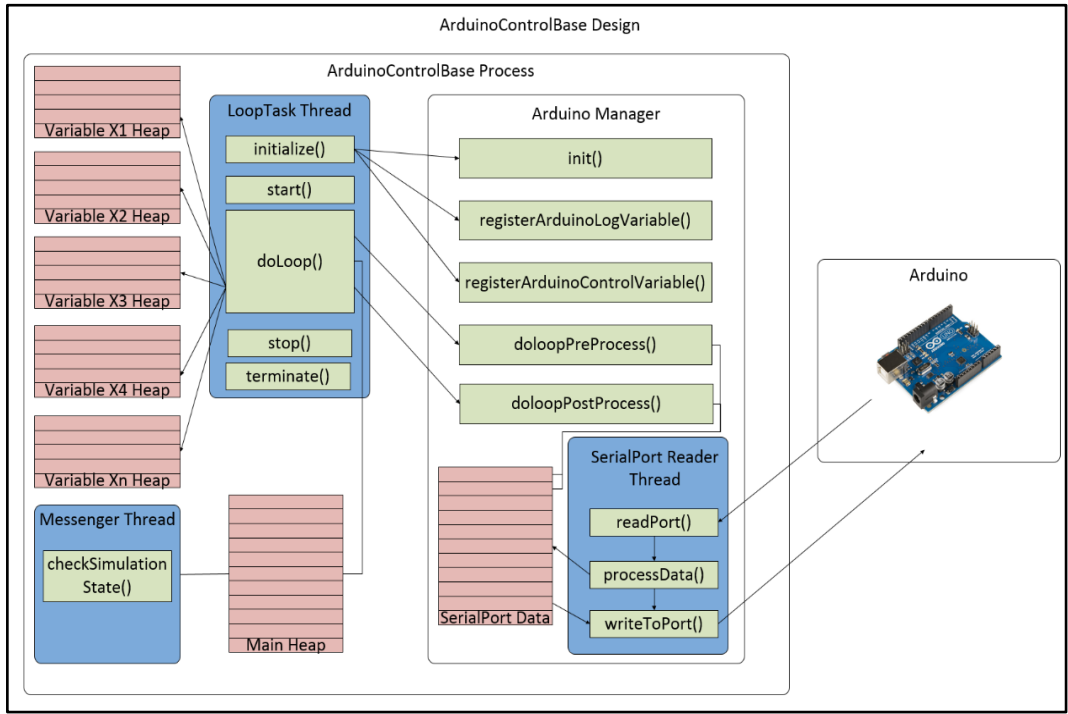 ArduinoControlBase Design
ArduinoControlBase Process
Variable X1 Heap
Variable X2 Heap
Variable X3 Heap
Variable X4 Heap
Variable Xn Heap
LoopTask Thread
initialize()
start()
doLoop()
stop()
terminate()
Messenger Thread
checkSimulation
State()
Main Heap
Arduino Manager
init()
registerArduinoLogVariable()
registerArduinoControlVariable()
doloopPreProcess()
doloopPostProcess()
SerialPort Data
SerialPort Reader
Thread
readPort()
processData()
writeToPort()
Arduino